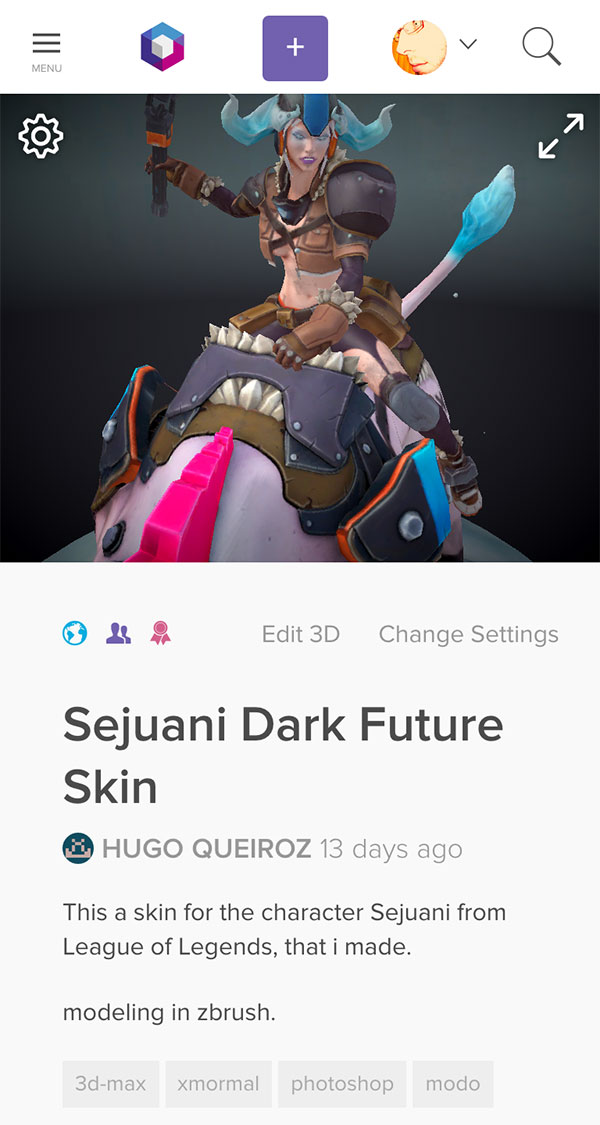 MENU
+
Edit 3D Change Settings
Sejuani Dark Future
Skin
HUGO QUEIROZ 13 days ago
This a skin for the character Sejuani from
League of Legends, that i made.
modeling in zbrush.
3d-max xmormal photoshop modo